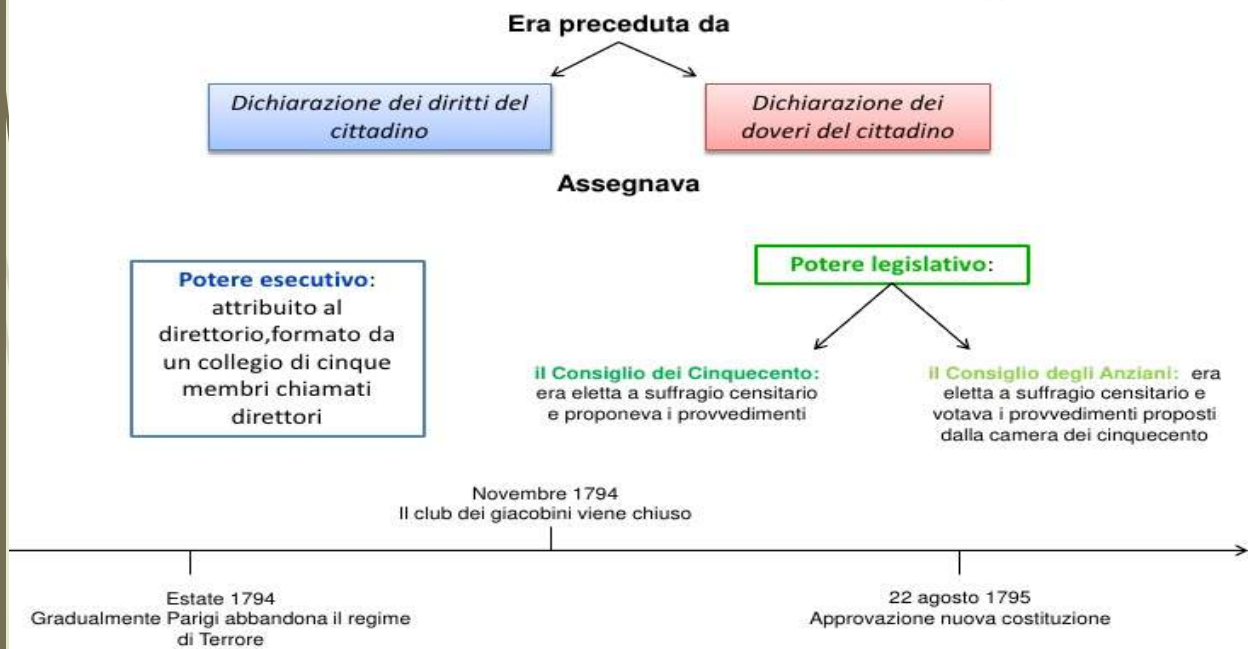 Era preceduta da
Dichiarazione dei diritti del
cittadino
Dichiarazione dei
doveri del cittadino
Assegnava
Potere esecutivo:
attribuito al
direttorio,formato da
un collegio di cinque
membri chiamati
direttori
Potere legislativo:
il Consiglio dei Cinquecento:
era eletta a suffragio censitario
e proponeva i provvedimenti
il Consiglio degli Anziani: era
eletta a suffragio censitario e
votava i provvedimenti proposti
dalla camera dei cinquecento
Novembre 1794
Il club dei giacobini viene chiuso
Estate 1794
Gradualmente Parigi abbandona il regime
di Terrore
22 agosto 1795
Approvazione nuova costituzione